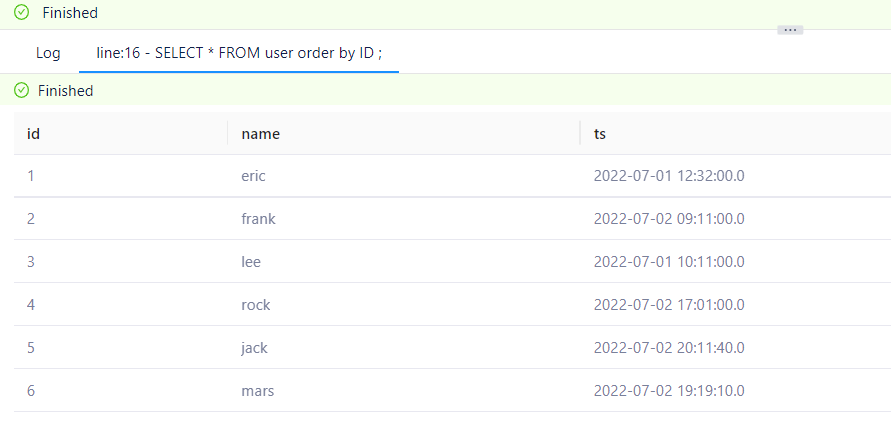 Finished
...
Log line:16 - SELECT * FROM user order by ID ;
Finished
id name ts
1 eric 2022-07-01 12:32:00.0
2 frank 2022-07-02 09:11:00.0
3 lee 2022-07-01 10:11:00.0
4 rock 2022-07-02 17:01:00.0
5 jack 2022-07-02 20:11:40.0
6 mars 2022-07-02 19:19:10.0